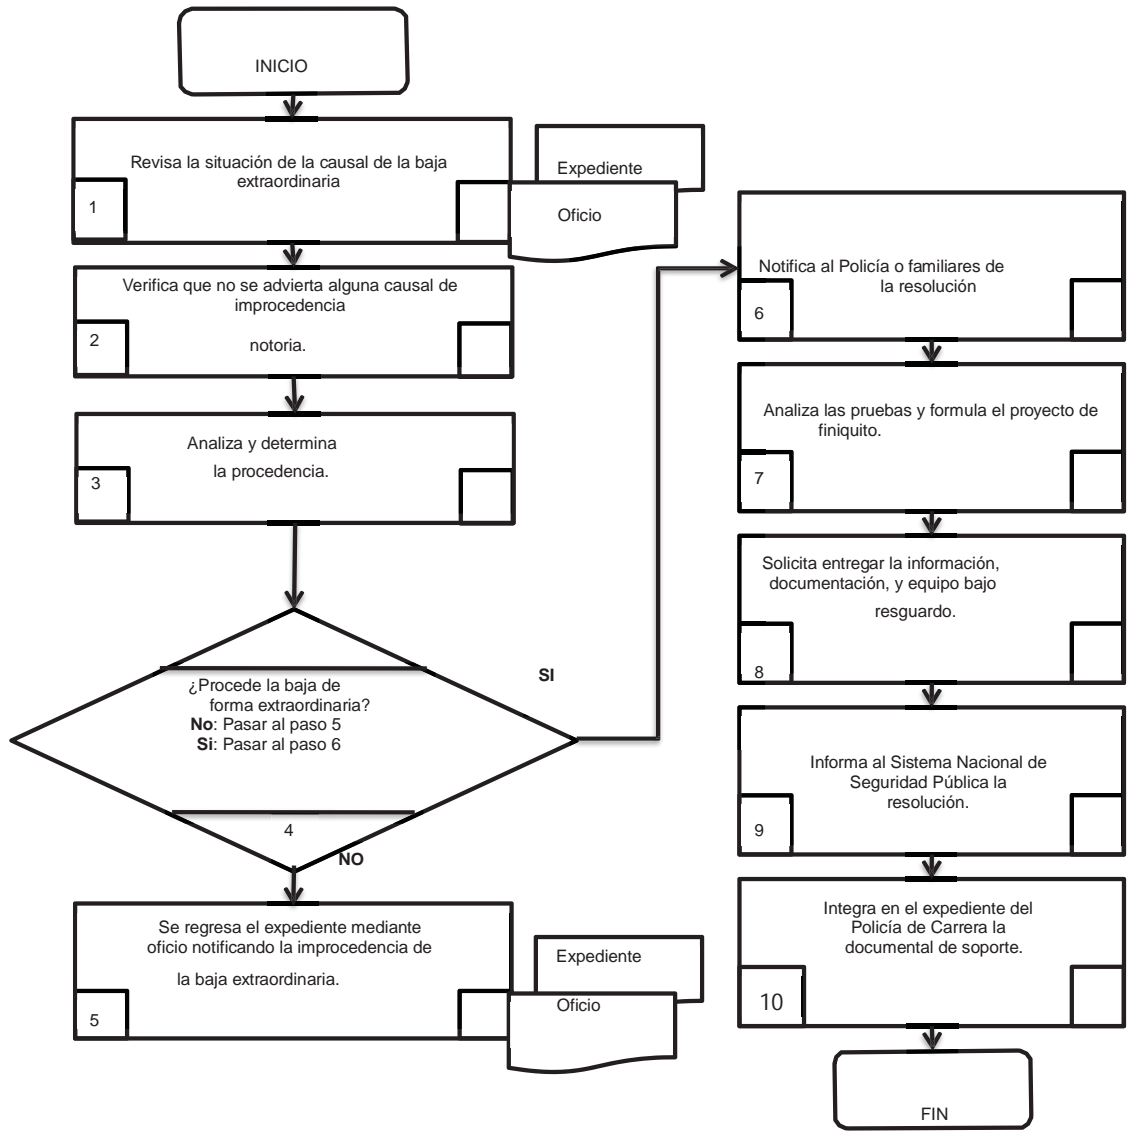 INICIO
Revisa la situación de la causal de la baja
extraordinaria
1
Expediente
Oficio
Verifica que no se advierta alguna causal de
improcedencia
notoria.
2
Analiza y determina
la procedencia.
3
¿Procede la baja de
forma extraordinaria?
No: Pasar al paso 5
Si: Pasar al paso 6
4
SI
NO
Se regresa el expediente mediante
oficio notificando la improcedencia de
la baja extraordinaria.
5
Expediente
Oficio
Notifica al Policía o familiares de
la resolución
6
Analiza las pruebas y formula el proyecto de
finiquito.
7
Solicita entregar la información,
documentación, y equipo bajo
resguardo.
8
Informa al Sistema Nacional de
Seguridad Pública la
resolución.
9
Integra en el expediente del
Policía de Carrera la
documental de soporte.
10
FIN